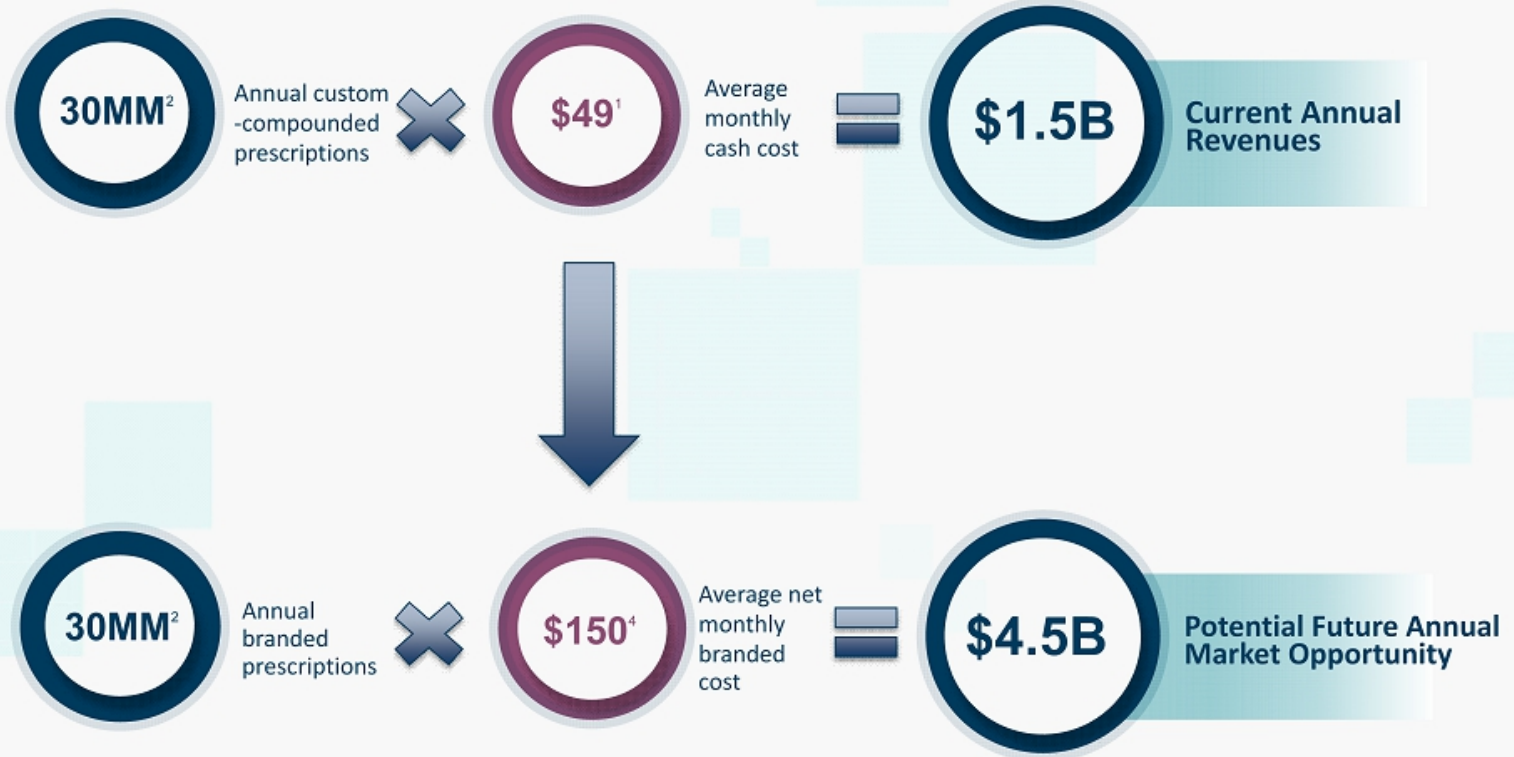 30MM²
Annual custom
-compounded
prescriptions
$49¹
Average
monthly
cash cost
$1.5B
Current Annual
Revenues
30MM²
Annual
branded
prescriptions
$150⁴
Average net
monthly
branded
cost
$4.5B
Potential Future Annual
Market Opportunity